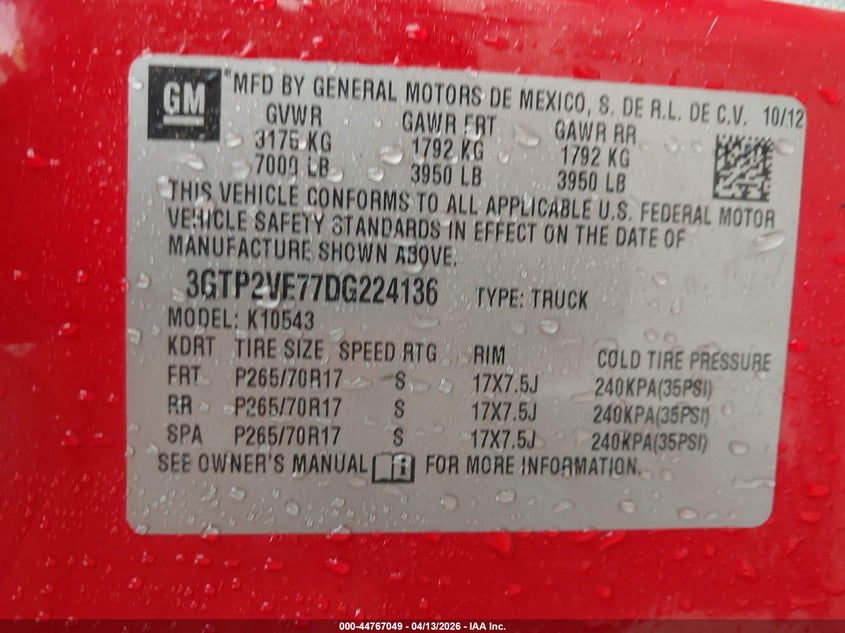 GM
®MFD BY GENERAL MOTORS DE MEXICO, S. DE R.L. DE C.V. 10/12
GVWR GAWR FRT GAWR RR
3175 KG 1792 KG 1792 KG
7000 LB 3950 LB 3950 LB
THIS VEHICLE CONFORMS TO ALL APPLICABLE U.S. FEDERAL MOTOR
VEHICLE SAFETY STANDARDS IN EFFECT ON THE DATE OF
MANUFACTURE SHOWN ABOVE.
3GTP2VE77DG224136 TYPE: TRUCK
MODEL: K10543
KDRT TIRE SIZE SPEED RTG RIM COLD TIRE PRESSURE
FRT P265/70R17 S 17X7.5J 240KPA(35PSI)
RR P265/70R17 S 17X7.5J 240KPA(35PSI)
SPA P265/70R17 S 17X7.5J 240KPA(35PSI)
SEE OWNER'S MANUAL FOR MORE INFORMATION.
000-44767049 - 04/13/2026 - IAA Inc.